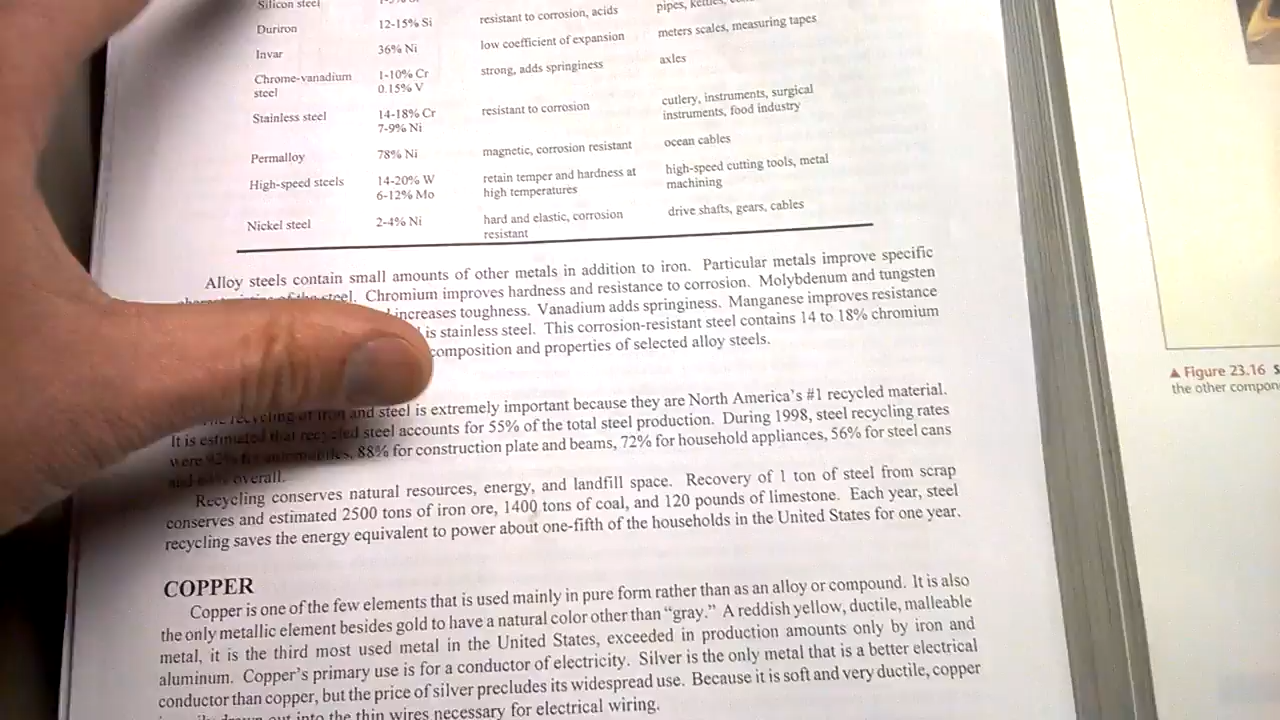 Silicon steel
Duriron 12-15% Si resistant to corrosion, acids pipes, kettles,
Invar 36% Ni low coefficient of expansion meters scales, measuring tapes
Chrome-vanadium 1-10% Cr strong, adds springiness axles
steel 0.15% V
Stainless steel 14-18% Cr resistant to corrosion cutlery, instruments, surgical
7-9% Ni instruments, food industry
Permalloy 78% Ni magnetic, corrosion resistant ocean cables
High-speed steels 14-20% W retain temper and hardness at high-speed cutting tools, metal
6-12% Mo high temperatures machining
Nickel steel 2-4% Ni hard and elastic, corrosion drive shafts, gears, cables
resistant
Alloy steels contain small amounts of other metals in addition to iron. Particular metals improve specific
of the steel. Chromium improves hardness and resistance to corrosion. Molybdenum and tungsten
increases toughness. Vanadium adds springiness. Manganese improves resistance
is stainless steel. This corrosion-resistant steel contains 14 to 18% chromium
composition and properties of selected alloy steels.
recycling of iron and steel is extremely important because they are North America's #1 recycled material.
It is estimated that recycled steel accounts for 55% of the total steel production. During 1998, steel recycling rates
were 92% for automobiles, 88% for construction plate and beams, 72% for household appliances, 56% for steel cans
and overall.
Recycling conserves natural resources, energy, and landfill space. Recovery of 1 ton of steel from scrap
conserves and estimated 2500 tons of iron ore, 1400 tons of coal, and 120 pounds of limestone. Each year, steel
recycling saves the energy equivalent to power about one-fifth of the households in the United States for one year.
COPPER
Copper is one of the few elements that is used mainly in pure form rather than as an alloy or compound. It is also
the only metallic element besides gold to have a natural color other than "gray." A reddish yellow, ductile, malleable
metal, it is the third most used metal in the United States, exceeded in production amounts only by iron and
aluminum. Copper's primary use is for a conductor of electricity. Silver is the only metal that is a better electrical
conductor than copper, but the price of silver precludes its widespread use. Because it is soft and very ductile, copper
out into the thin wires necessary for electrical wiring.
▲ Figure 23.16 S
the other compon